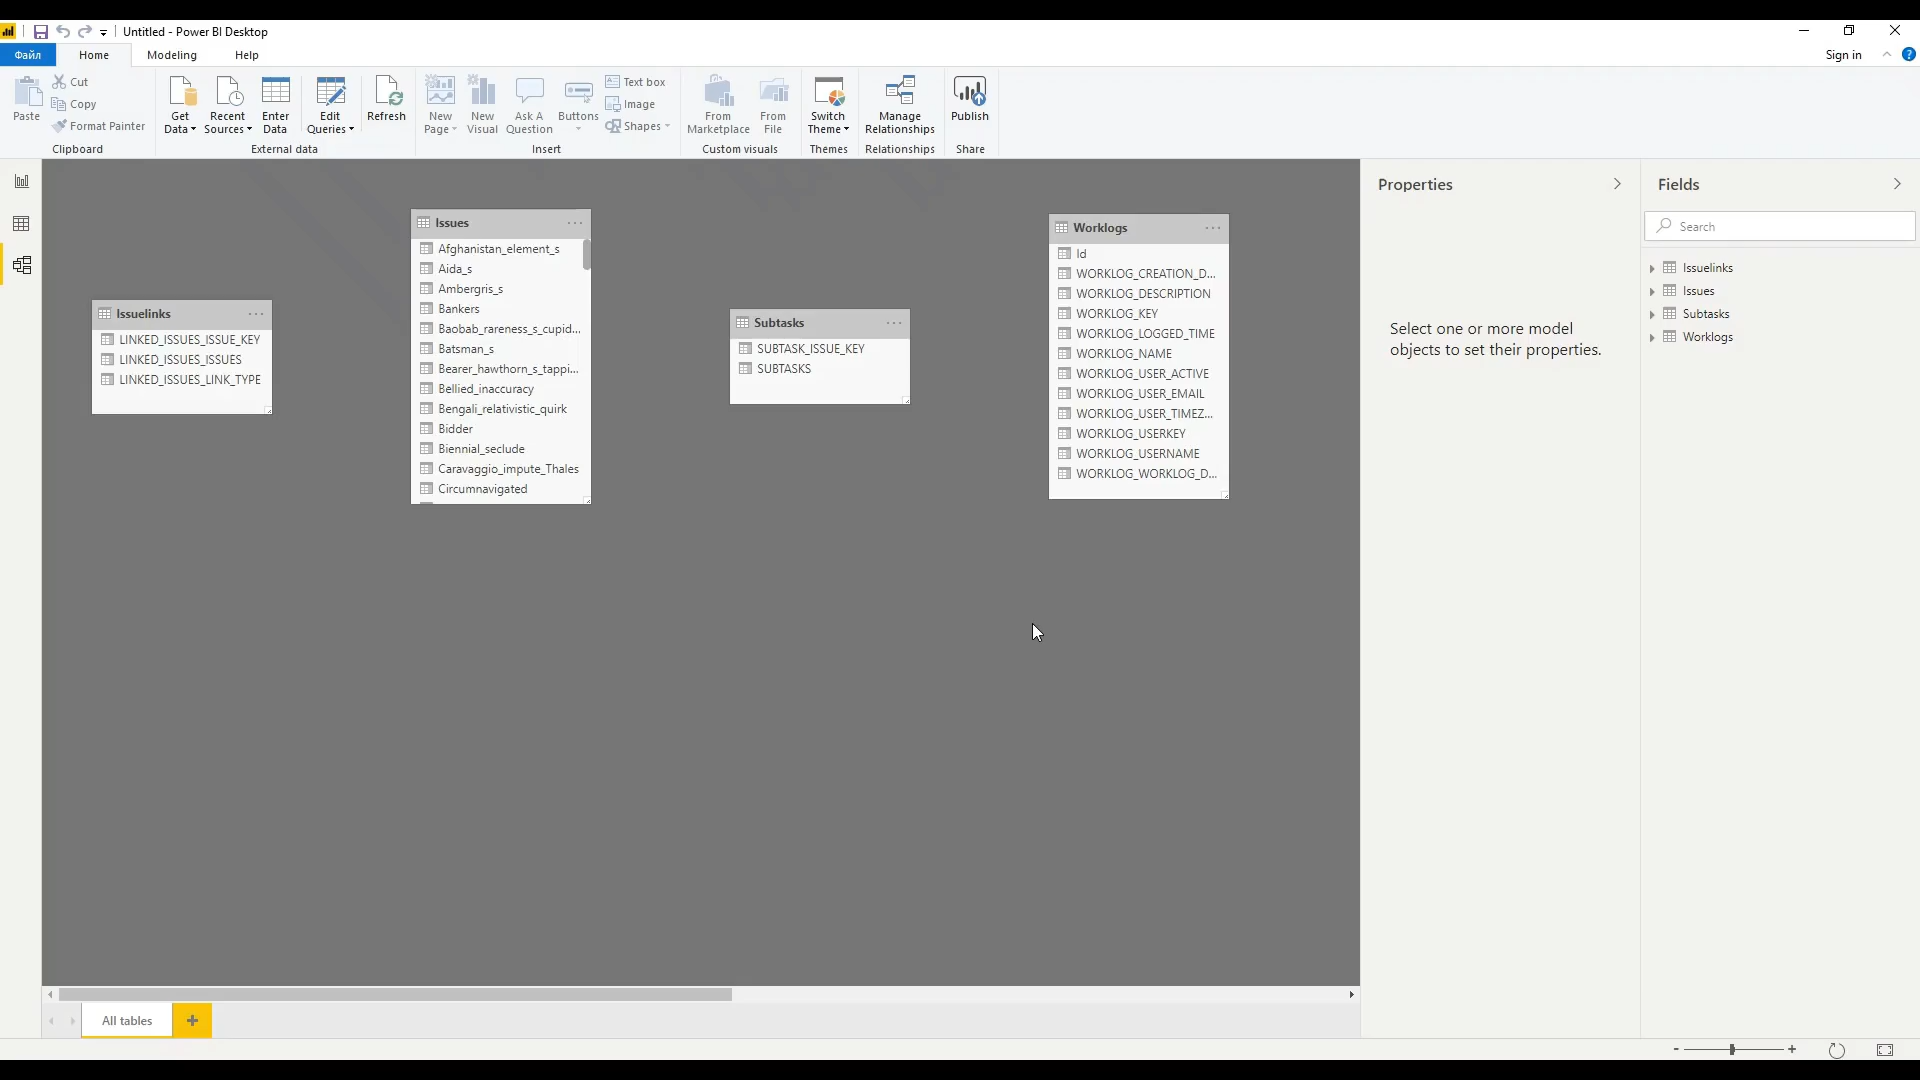 Untitled - Power BI Desktop
Файл
Home
Modeling
Help
Sign in
Paste
Cut
Copy
Format Painter
Clipboard
Get Data
Recent Sources
Enter Data
Edit Queries
Refresh
External data
New Page
New Visual
Ask A Question
Buttons
Text box
Image
Shapes
Insert
From Marketplace
From File
Custom visuals
Switch Theme
Themes
Manage Relationships
Relationships
Publish
Share
Issuelinks
LINKED_ISSUES_ISSUE_KEY
LINKED_ISSUES_ISSUES
LINKED_ISSUES_LINK_TYPE
Issues
Afghanistan_element_s
Aida_s
Ambergris_s
Bankers
Baobab_rareness_s_cupid...
Batsman_s
Bearer_hawthorn_s_tappi...
Bellied_inaccuracy
Bengali_relativistic_quirk
Bidder
Biennial_seclude
Caravaggio_impute_Thales
Circumnavigated
Subtasks
SUBTASK_ISSUE_KEY
SUBTASKS
Worklogs
Id
WORKLOG_CREATION_D...
WORKLOG_DESCRIPTION
WORKLOG_KEY
WORKLOG_LOGGED_TIME
WORKLOG_NAME
WORKLOG_USER_ACTIVE
WORKLOG_USER_EMAIL
WORKLOG_USER_TIMEZ...
WORKLOG_USERKEY
WORKLOG_USERNAME
WORKLOG_WORKLOG_D...
Properties
Select one or more model
objects to set their properties.
Fields
Search
Issuelinks
Issues
Subtasks
Worklogs
All tables